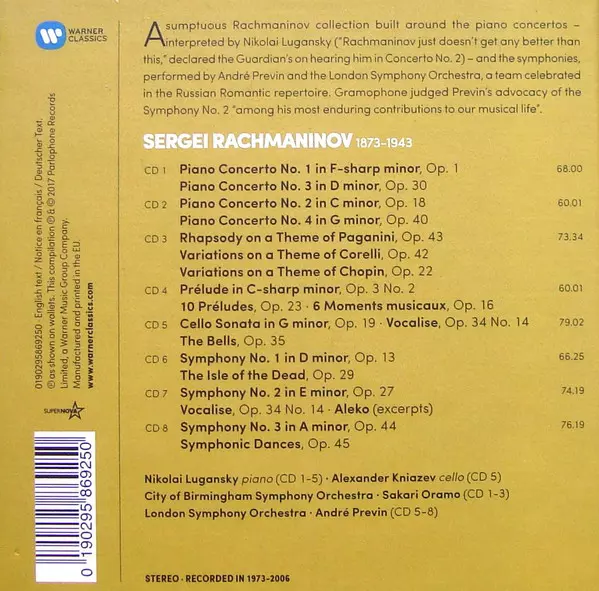 WARNER
CLASSICS
A sumptuous Rachmaninov collection built around the piano concertos –
interpreted by Nikolai Lugansky ("Rachmaninov just doesn't get any better than
this," declared the Guardian's on hearing him in Concerto No. 2) – and the symphonies,
performed by André Previn and the London Symphony Orchestra, a team celebrated
in the Russian Romantic repertoire. Gramophone judged Previn's advocacy of the
Symphony No. 2 "among his most enduring contributions to our musical life".
SERGEI RACHMANINOV 1873-1943
CD 1 Piano Concerto No. 1 in F-sharp minor, Op. 1 68.00
Piano Concerto No. 3 in D minor, Op. 30
CD 2 Piano Concerto No. 2 in C minor, Op. 18 60.01
Piano Concerto No. 4 in G minor, Op. 40
CD 3 Rhapsody on a Theme of Paganini, Op. 43 73.34
Variations on a Theme of Corelli, Op. 42
Variations on a Theme of Chopin, Op. 22
CD 4 Prélude in C-sharp minor, Op. 3 No. 2 60.01
10 Préludes, Op. 23 · 6 Moments musicaux, Op. 16
CD 5 Cello Sonata in G minor, Op. 19 · Vocalise, Op. 34 No. 14 79.02
The Bells, Op. 35
CD 6 Symphony No. 1 in D minor, Op. 13 66.25
The Isle of the Dead, Op. 29
CD 7 Symphony No. 2 in E minor, Op. 27 74.19
Vocalise, Op. 34 No. 14 · Aleko (excerpts)
CD 8 Symphony No. 3 in A minor, Op. 44 76.19
Symphonic Dances, Op. 45
Nikolai Lugansky piano (CD 1-5) · Alexander Kniazev cello (CD 5)
City of Birmingham Symphony Orchestra · Sakari Oramo (CD 1-3)
London Symphony Orchestra · André Previn (CD 5-8)
STEREO · RECORDED IN 1973-2006
0190295869250 · English text / Notice en français / Deutscher Text.
℗ as shown on wallets. This compilation ℗ & © 2017 Parlophone Records
Limited, a Warner Music Group Company.
Manufactured and printed in the EU.
www.warnerclassics.com
SUPERNOVA
0 190295 869250